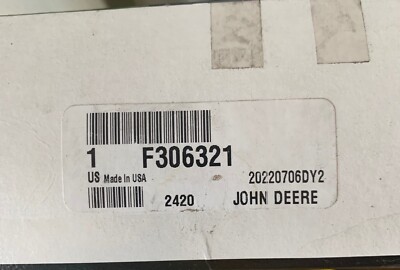 1 F306321
US Made In USA 20220706DY2
2420 JOHN DEERE